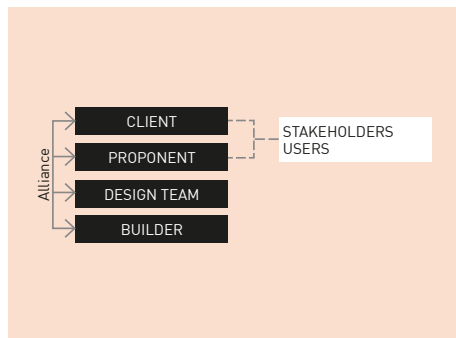 Alliance
CLIENT
PROPONENT
DESIGN TEAM
BUILDER
STAKEHOLDERS
USERS